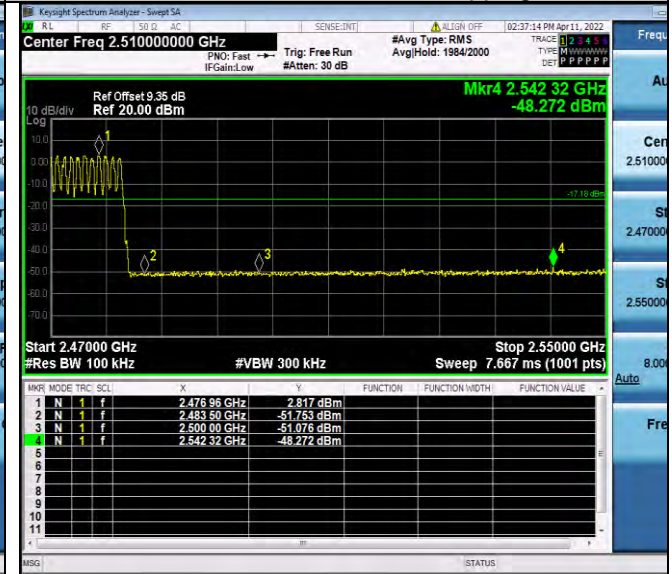 Keysight Spectrum Analyzer - Swept SA
RL RF 50 Ω AC SENSE:INT ALIGN OFF 02:37:14 PM Apr 11, 2022
Center Freq 2.510000000 GHz
PNO: Fast
IFGain:Low
Trig: Free Run
#Atten: 30 dB
#Avg Type: RMS
Avg|Hold: 1984/2000
TRACE 1 2 3 4 5 6
TYPE M WWWWW
DET P P P P P P
Frequ
Ref Offset 9.35 dB
10 dB/div Ref 20.00 dBm
Log
Mkr4 2.542 32 GHz
-48.272 dBm
Au
10.0
0.00
-10.0
-20.0
-30.0
-40.0
-50.0
-60.0
-70.0
1
2
3
4
-17.18 dBm
Cen
2.51000
St
2.47000
St
2.55000
8.00
Auto
Fre
Start 2.47000 GHz Stop 2.55000 GHz
#Res BW 100 kHz #VBW 300 kHz Sweep 7.667 ms (1001 pts)
MKR MODE TRC SCL X Y FUNCTION FUNCTION WIDTH FUNCTION VALUE
1 N 1 f 2.476 96 GHz 2.817 dBm
2 N 1 f 2.483 50 GHz -51.753 dBm
3 N 1 f 2.500 00 GHz -51.076 dBm
4 N 1 f 2.542 32 GHz -48.272 dBm
5
6
7
8
9
10
11
MSG STATUS